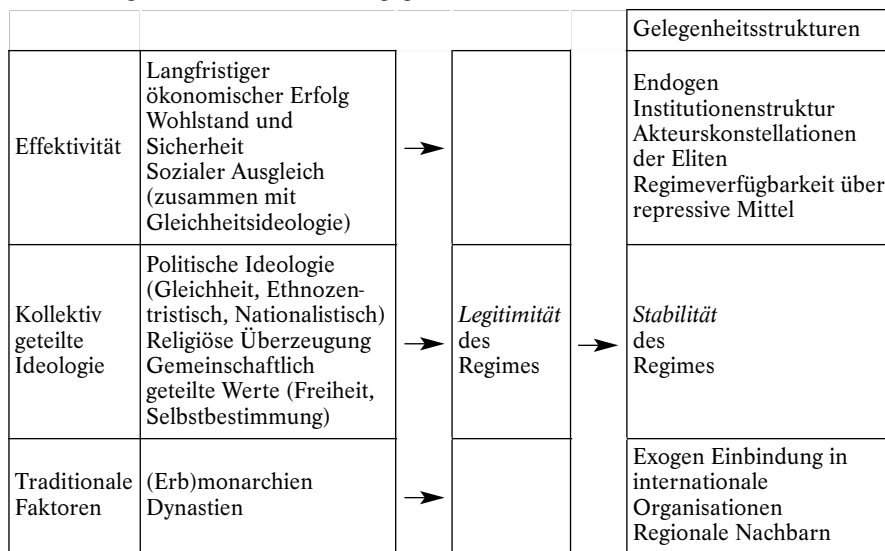 Gelegenheitsstrukturen
Effektivität
Langfristiger
ökonomischer Erfolg
Wohlstand und
Sicherheit
Sozialer Ausgleich
(zusammen mit
Gleichheitsideologie)
Endogen
Institutionenstruktur
Akteurskonstellationen
der Eliten
Regimeverfügbarkeit über
repressive Mittel
Kollektiv
geteilte
Ideologie
Politische Ideologie
(Gleichheit, Ethnozen-
tristisch, Nationalistisch)
Religiöse Überzeugung
Gemeinschaftlich
geteilte Werte (Freiheit,
Selbstbestimmung)
Legitimität
des
Regimes
Stabilität
des
Regimes
Traditionale
Faktoren
(Erb)monarchien
Dynastien
Exogen Einbindung in
internationale
Organisationen
Regionale Nachbarn